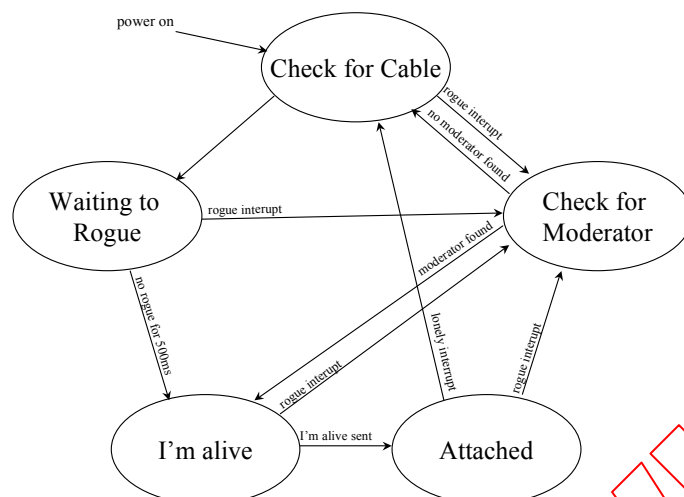 power on
Check for Cable
rogue interupt
no moderator found
Waiting to
Rogue
rogue interupt
Check for
Moderator
moderator found
no rogue for 500ms
rogue interupt
lonely interrupt
rogue interupt
I'm alive
I'm alive sent
Attached